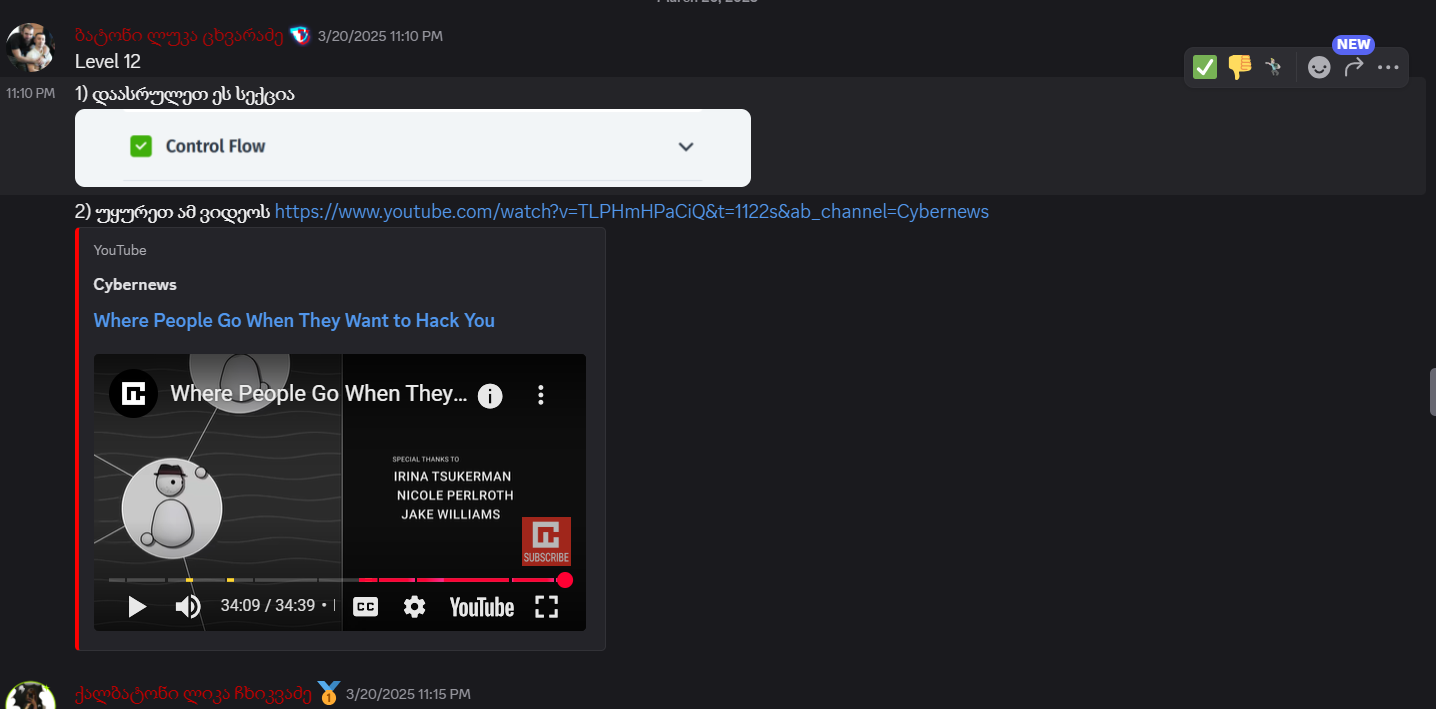 ბატონი ლუკა ცხვარაძე 3/20/2025 11:10 PM
Level 12
NEW
11:10 PM 1) დაასრულეთ ეს სექცია
Control Flow
2) უყურეთ ამ ვიდეოს https://www.youtube.com/watch?v=TLPHmHPaCiQ&t=1122s&ab_channel=Cybernews
YouTube
Cybernews
Where People Go When They Want to Hack You
Where People Go When They...
SPECIAL THANKS TO
IRINA TSUKERMAN
NICOLE PERLROTH
JAKE WILLIAMS
SUBSCRIBE
34:09 / 34:39 •
CC
YouTube
ქალბატონი ლიკა ჩხიკვაძე 1 3/20/2025 11:15 PM